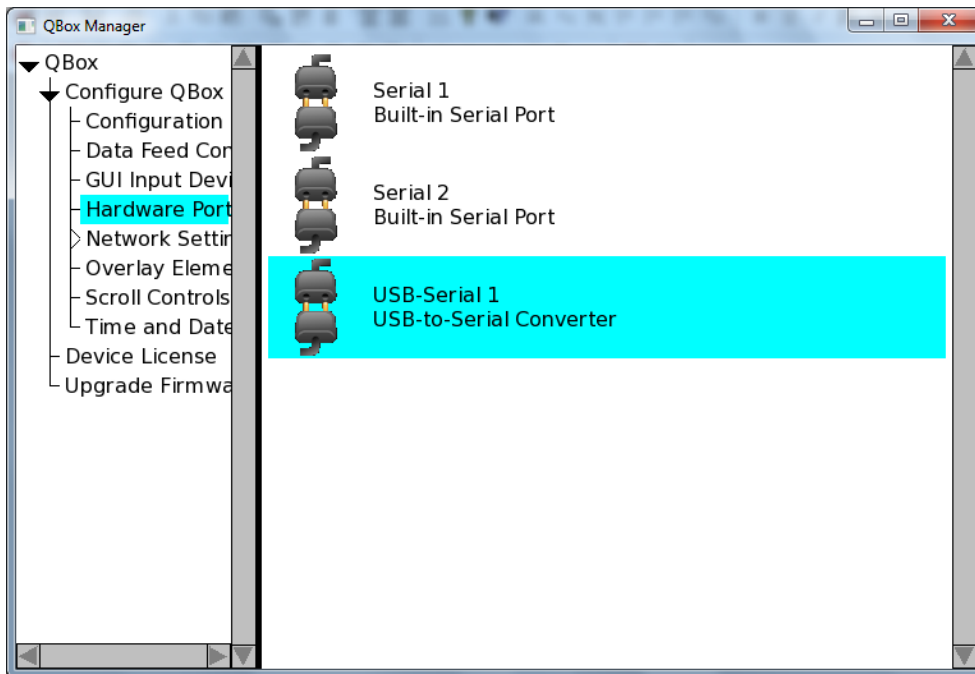 QBox Manager
QBox
Configure QBox
Configuration
Data Feed Con
GUI Input Devi
Hardware Port
Network Settin
Overlay Eleme
Scroll Controls
Time and Date
Device License
Upgrade Firmwa
Serial 1
Built-in Serial Port
Serial 2
Built-in Serial Port
USB-Serial 1
USB-to-Serial Converter